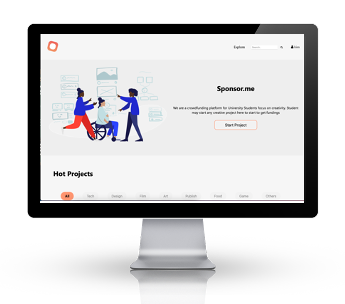 Explore
Sponsor.me
We are a crowdfunding platform for University Students focus on creativity. Student
may start any creative project here to start to get fundings.
Start Project
Hot Projects
All
Tech
Design
Film
Art
Fashion
Food
Game
Others